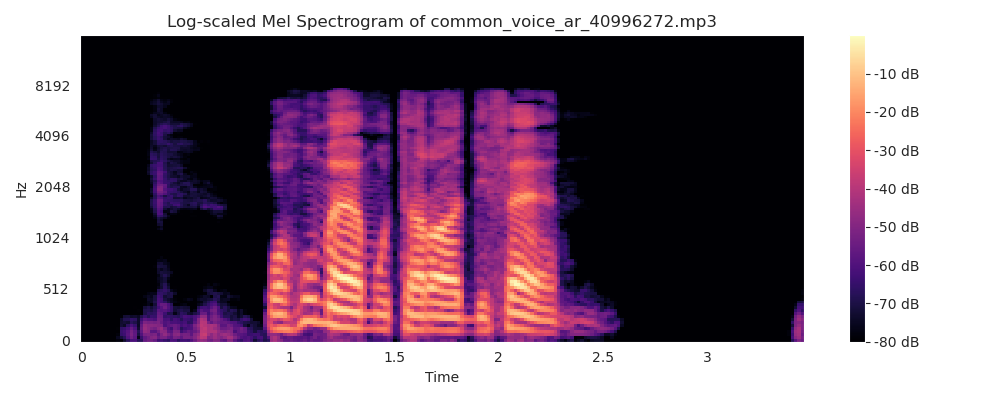 Log-scaled Mel Spectrogram of common_voice_ar_40996272.mp3
Hz
8192
4096
2048
1024
512
0
0 0.5 1 1.5 2 2.5 3
Time
-10 dB
-20 dB
-30 dB
-40 dB
-50 dB
-60 dB
-70 dB
-80 dB